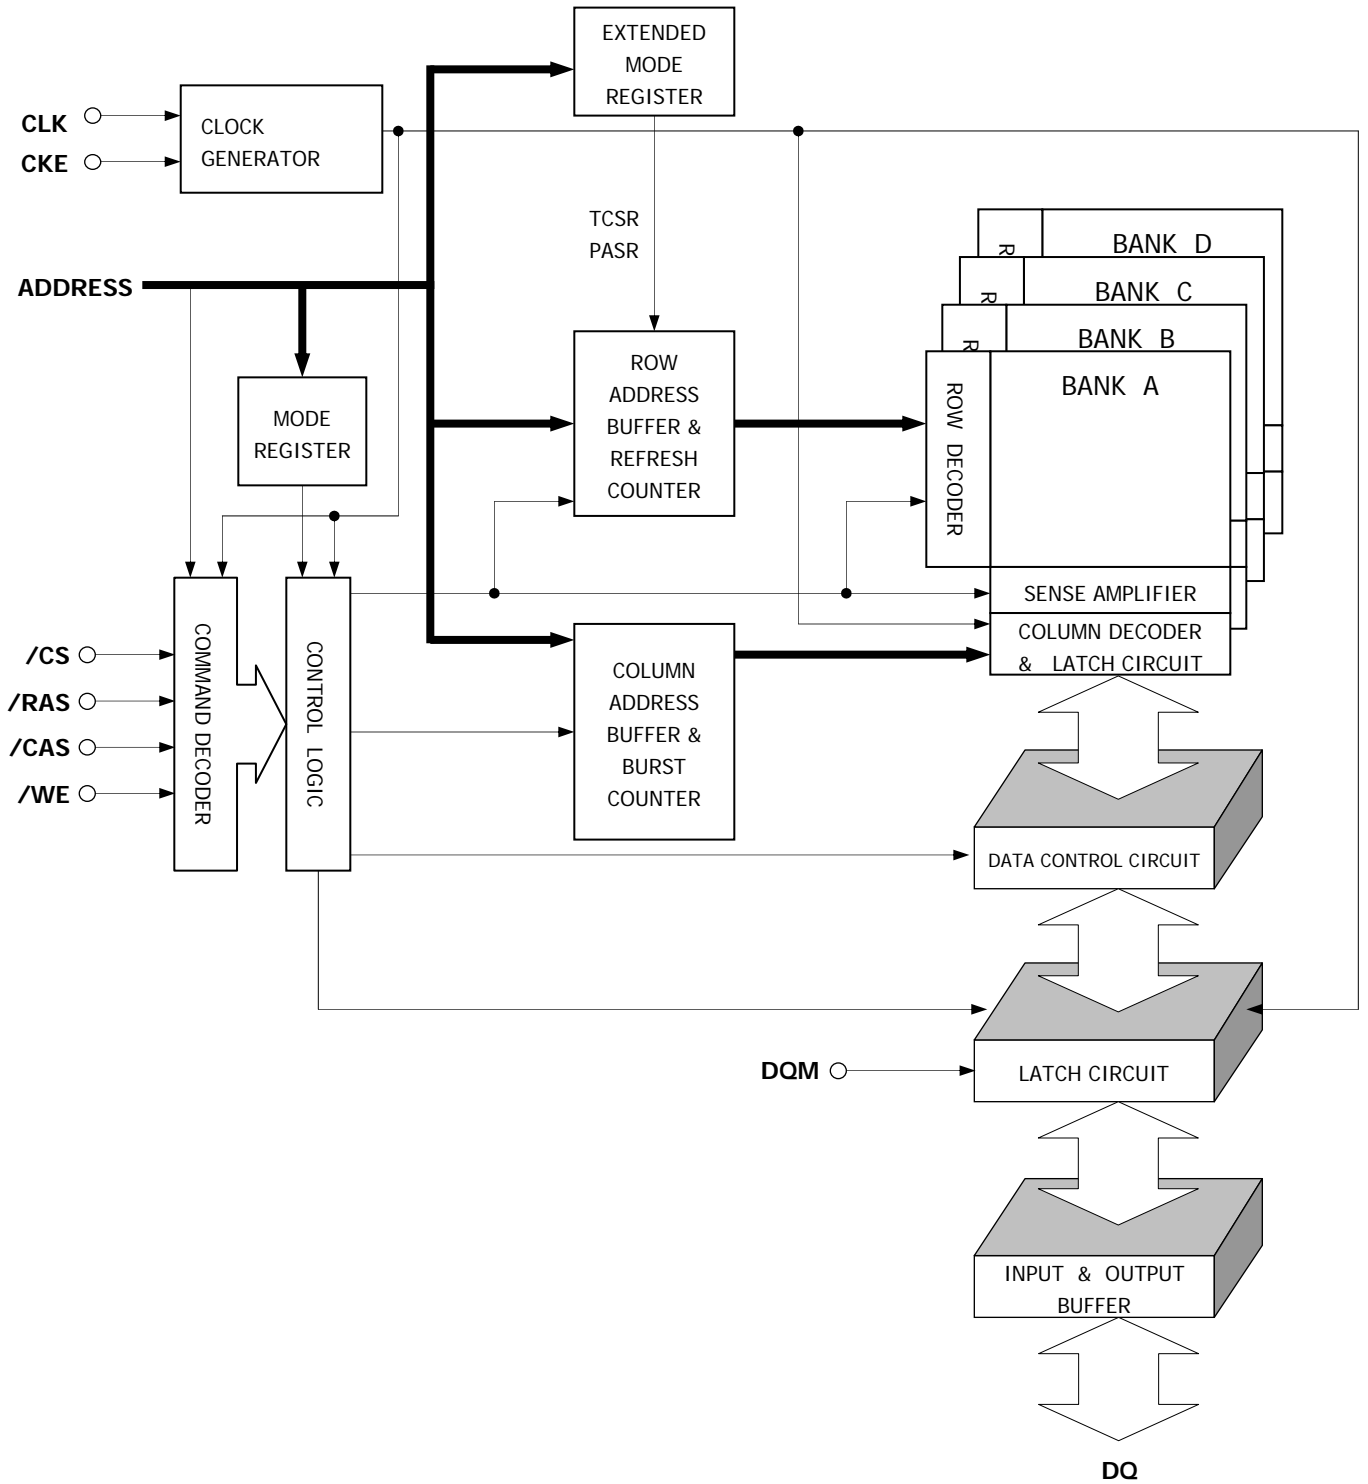 EXTENDED
MODE
REGISTER
CLK
CKE
CLOCK
GENERATOR
TCSR
PASR
ADDRESS
R
BANK D
R
BANK C
R
BANK B
BANK A
ROW DECODER
ROW
ADDRESS
BUFFER &
REFRESH
COUNTER
MODE
REGISTER
SENSE AMPLIFIER
COLUMN DECODER
& LATCH CIRCUIT
/CS
/RAS
/CAS
/WE
COMMAND DECODER
CONTROL LOGIC
COLUMN
ADDRESS
BUFFER &
BURST
COUNTER
DATA CONTROL CIRCUIT
DQM
LATCH CIRCUIT
INPUT & OUTPUT
BUFFER
DQ